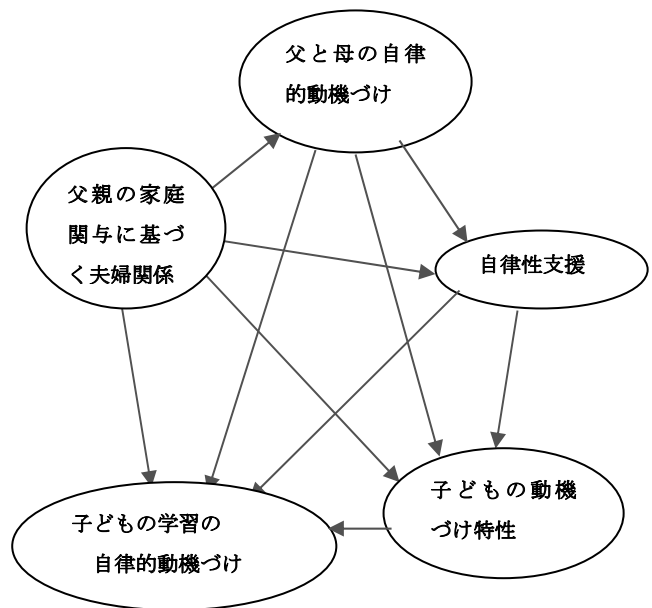 父と母の自律
的動機づけ
父親の家庭
関与に基づ
く夫婦関係
自律性支援
子どもの動機
づけ特性
子どもの学習の
自律的動機づけ